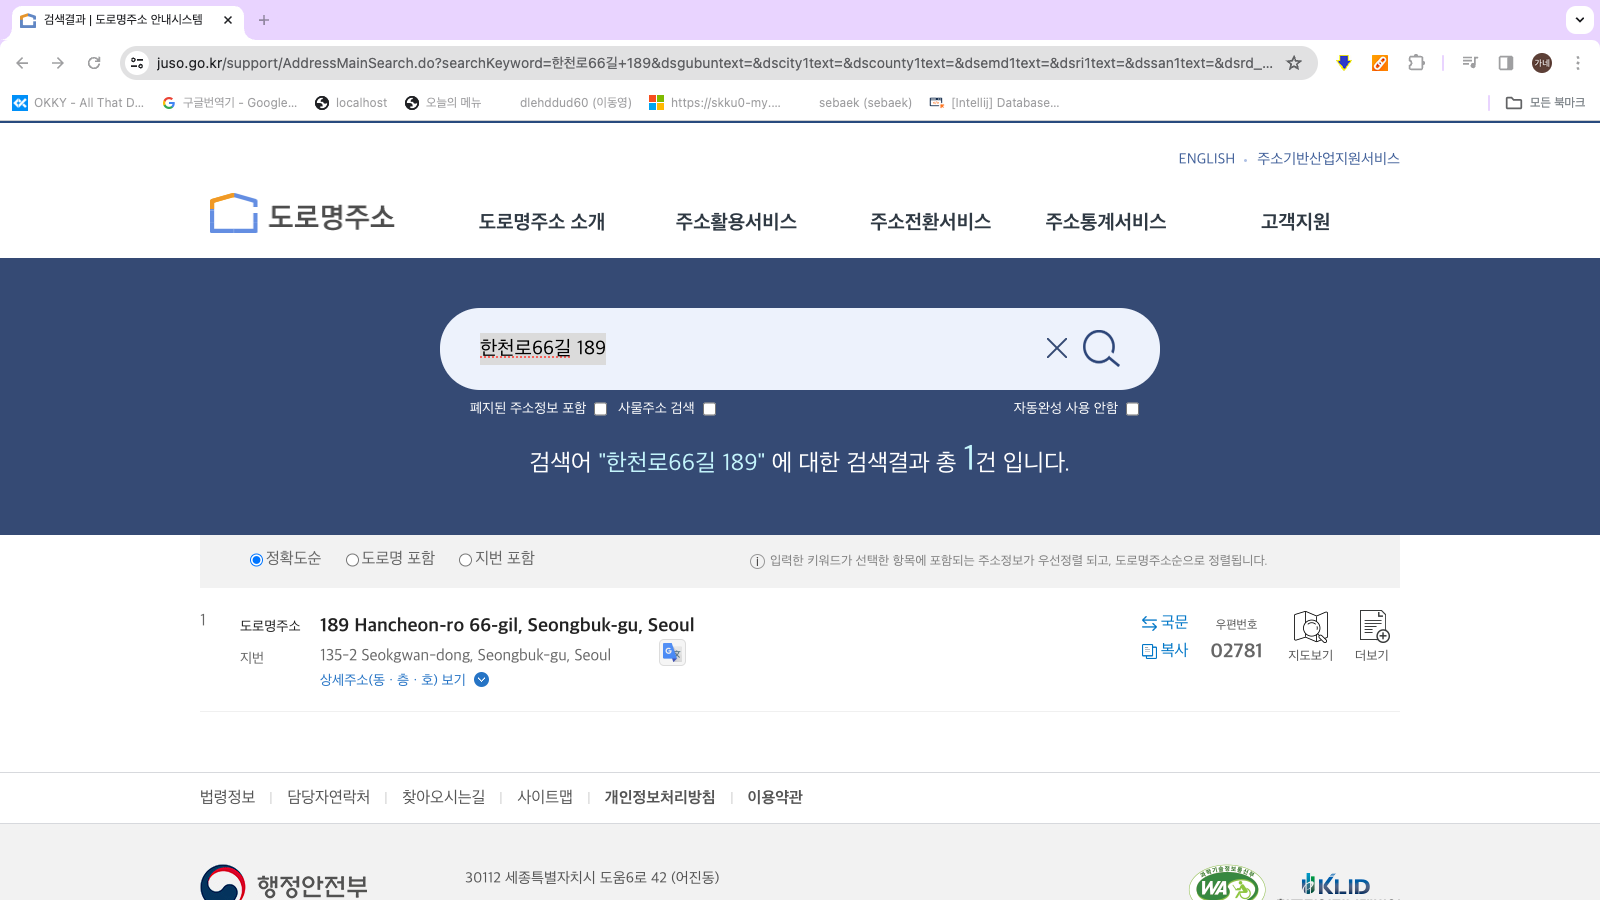 검색결과 | 도로명주소 안내시스템
juso.go.kr/support/AddressMainSearch.do?searchKeyword=한천로66길+189&dsgubuntext=&dscity1text=&dscounty1text=&dsemd1text=&dsri1text=&dssan1text=&dsrd_...
가네
OKKY - All That D...
구글번역기 - Google...
localhost
오늘의 메뉴
dlehddud60 (이동영)
https://skku0-my....
sebaek (sebaek)
[Intellij] Database...
모든 북마크
ENGLISH
주소기반산업지원서비스
도로명주소
도로명주소 소개
주소활용서비스
주소전환서비스
주소통계서비스
고객지원
한천로66길 189
폐지된 주소정보 포함
사물주소 검색
자동완성 사용 안함
검색어 "한천로66길 189" 에 대한 검색결과 총 1건 입니다.
정확도순
도로명 포함
지번 포함
입력한 키워드가 선택한 항목에 포함되는 주소정보가 우선정렬 되고, 도로명주소순으로 정렬됩니다.
1
도로명주소
189 Hancheon-ro 66-gil, Seongbuk-gu, Seoul
지번
135-2 Seokgwan-dong, Seongbuk-gu, Seoul
상세주소(동 · 층 · 호) 보기
국문
복사
우편번호
02781
지도보기
더보기
법령정보
담당자연락처
찾아오시는길
사이트맵
개인정보처리방침
이용약관
행정안전부
30112 세종특별자치시 도움6로 42 (어진동)
WA
KLID